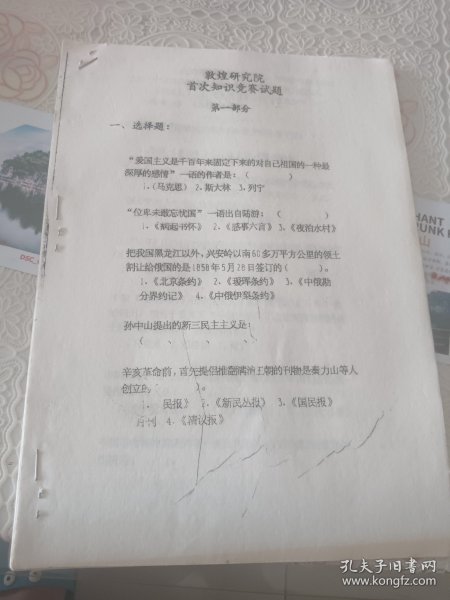 敦煌研究院
首次知识竞赛试题
第一部分
一、选择题：
“爱国主义是千百年来固定下来的对自己祖国的一种最
深厚的感情”一语的作者是：（　　）
1.（马克思）2.斯大林 3.列宁
“位卑未敢忘忧国”一语出自陆游：（　　）
1.《病起书怀》 2.《感事六言》3.《夜泊水村》
把我国黑龙江以外，兴安岭以南60多万平方公里的领土
割让给俄国的是1858年5月28日签订的（　　）。
1.《北京条约》 2.《瑷珲条约》3.《中俄勘
分界约记》 4.《中俄伊犁条约》
孙中山提出的新三民主主义是：
（　、　、　、　）
辛亥革命前，首先提倡推翻满清王朝的刊物是秦力山等人
创立的（　　）。
1. 民报》 2.《新民丛报》 3.《国民报》
月刊 4.《清议报》
DSC_
HANT
PUNK
山
孔夫子旧书网
www.kongfz.com